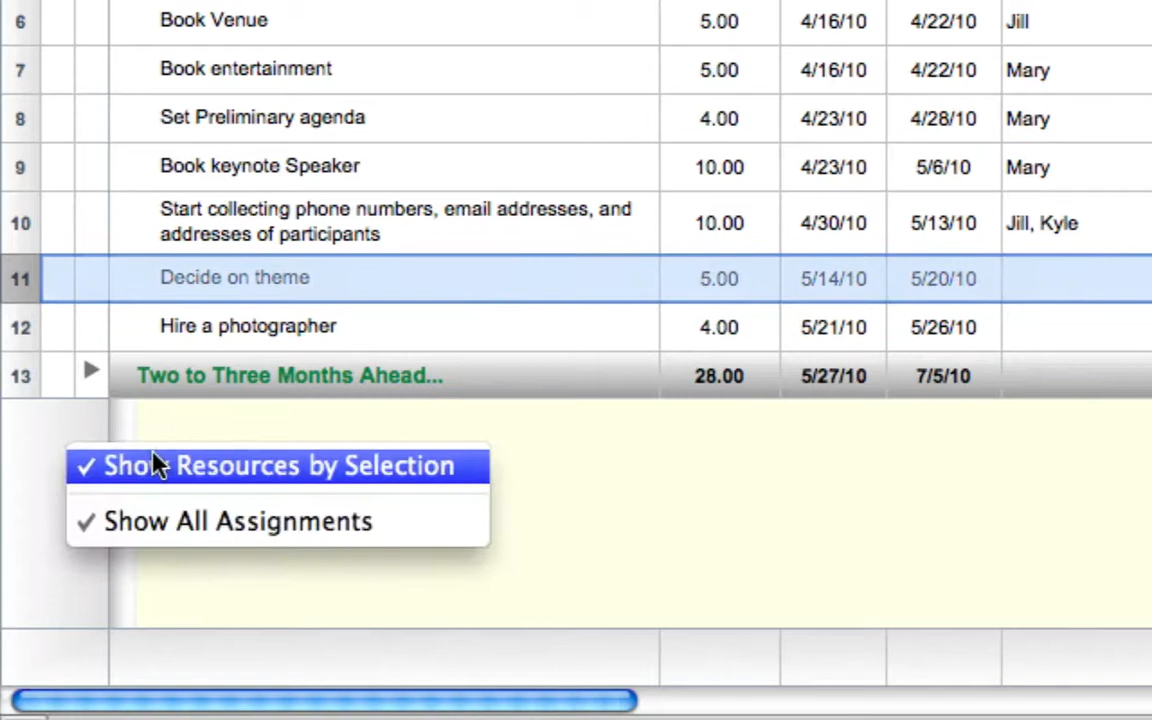 6 Book Venue 5.00 4/16/10 4/22/10 Jill
7 Book entertainment 5.00 4/16/10 4/22/10 Mary
8 Set Preliminary agenda 4.00 4/23/10 4/28/10 Mary
9 Book keynote Speaker 10.00 4/23/10 5/6/10 Mary
10 Start collecting phone numbers, email addresses, and
addresses of participants 10.00 4/30/10 5/13/10 Jill, Kyle
11 Decide on theme 5.00 5/14/10 5/20/10
12 Hire a photographer 4.00 5/21/10 5/26/10
13 Two to Three Months Ahead... 28.00 5/27/10 7/5/10
✓ Show Resources by Selection
✓ Show All Assignments